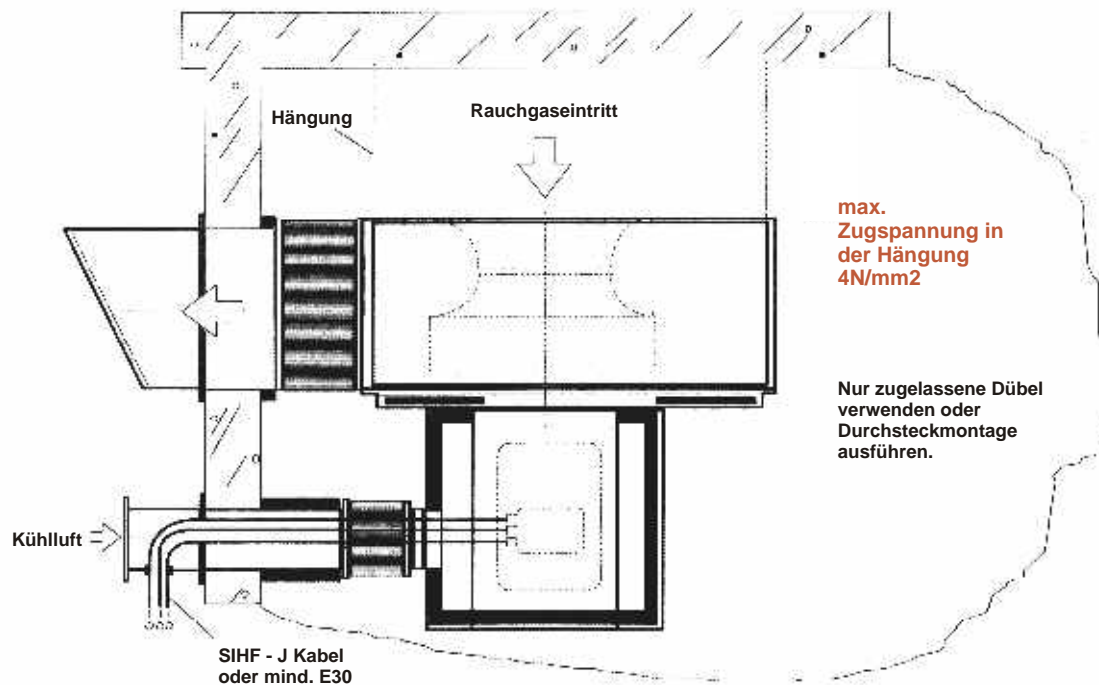 Hängung
Rauchgaseintritt
max.
Zugspannung in
der Hängung
4N/mm2
Nur zugelassene Dübel
verwenden oder
Durchsteckmontage
ausführen.
Kühlluft
SIHF - J Kabel
oder mind. E30